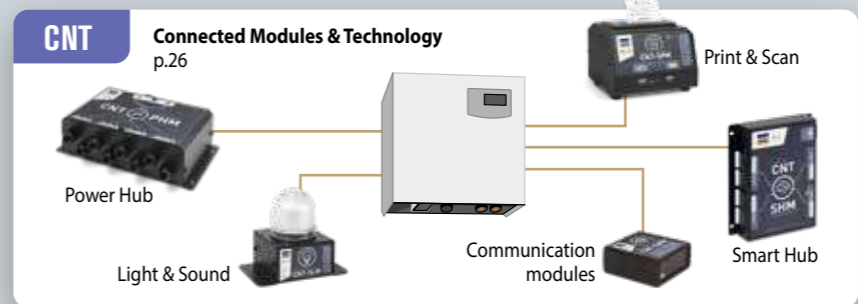 CNT
Connected Modules & Technology
p.26
Print & Scan
CNT PHM
CNT
SHM
Power Hub
Light & Sound
Communication
modules
Smart Hub